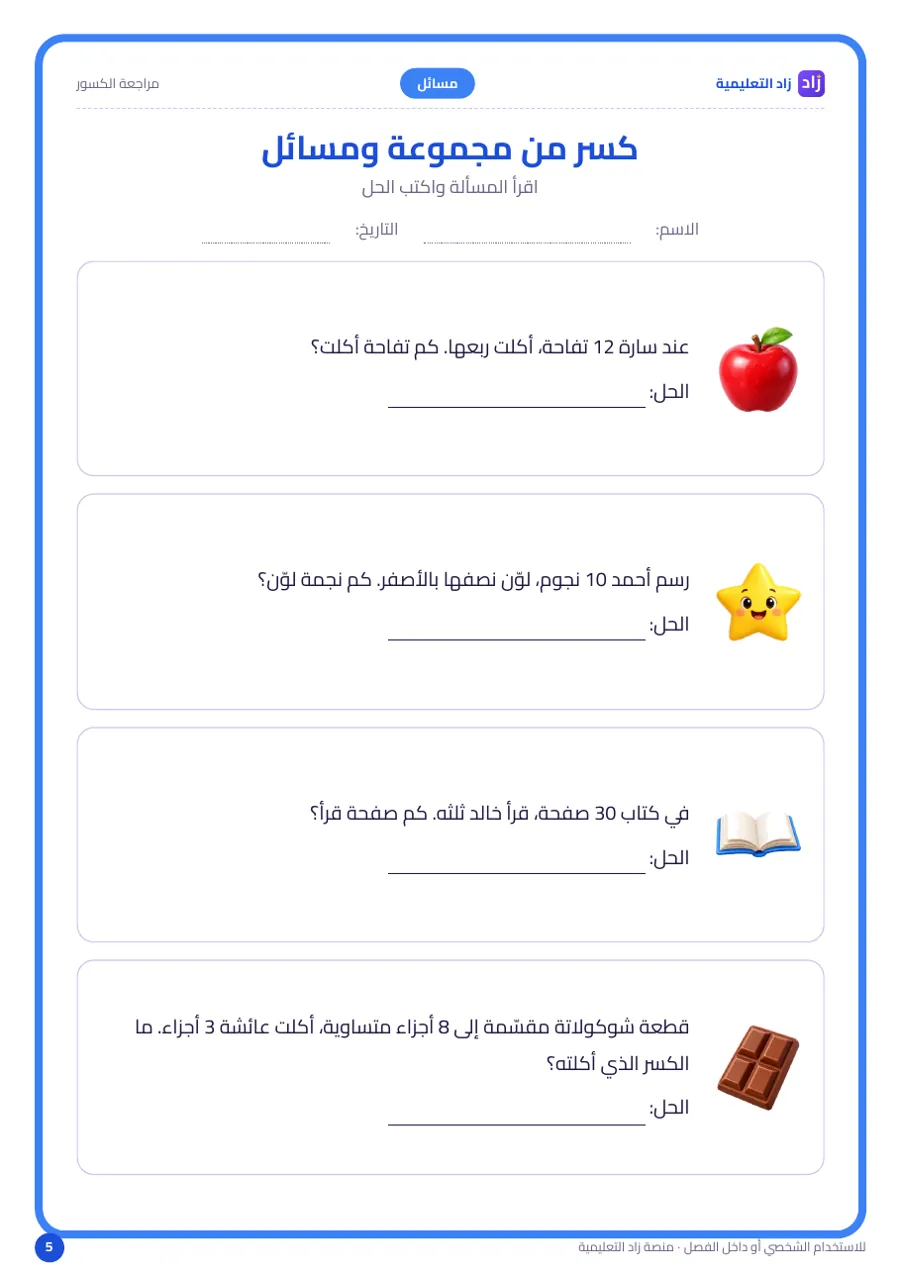 زاد زاد التعليمية
مسائل
مراجعة الكسور
كسر من مجموعة ومسائل
اقرأ المسألة واكتب الحل
الاسم: التاريخ:
عند سارة 12 تفاحة، أكلت ربعها. كم تفاحة أكلت؟
الحل:
رسم أحمد 10 نجوم، لوّن نصفها بالأصفر. كم نجمة لوّن؟
الحل:
في كتاب 30 صفحة، قرأ خالد ثلثه. كم صفحة قرأ؟
الحل:
قطعة شوكولاتة مقسّمة إلى 8 أجزاء متساوية، أكلت عائشة 3 أجزاء. ما
الكسر الذي أكلته؟
الحل:
للاستخدام الشخصي أو داخل الفصل · منصة زاد التعليمية
5